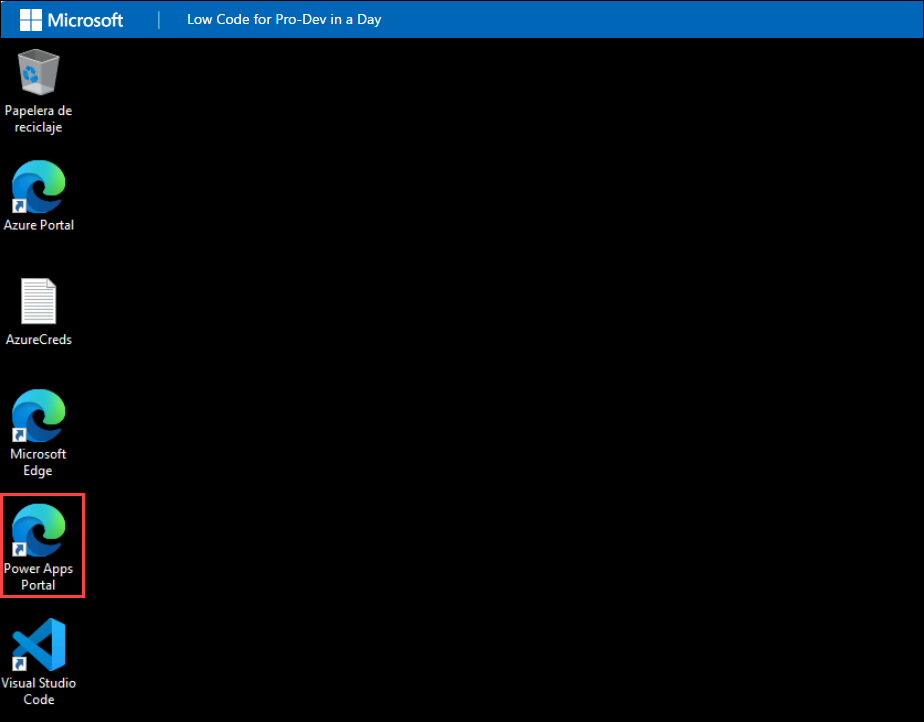 Microsoft
Low Code for Pro-Dev in a Day
Papelera de
reciclaje
Azure Portal
AzureCreds
Microsoft
Edge
Power Apps
Portal
Visual Studio
Code